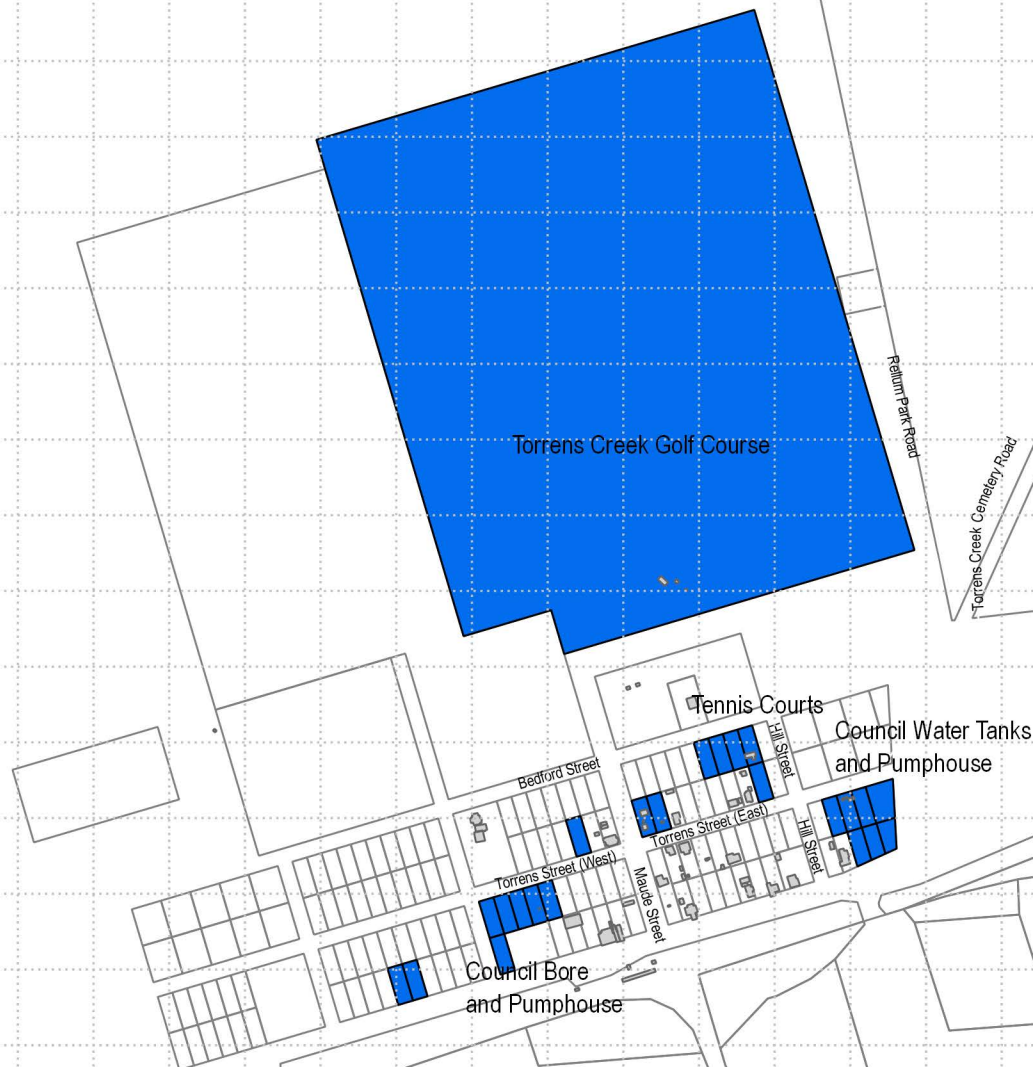 Rellum Park Road
Torrens Creek Golf Course
Torrens Creek Cemetery Road
Tennis Courts
Hill Street
Council Water Tanks
and Pumphouse
Bedford Street
Torrens Street (East)
Hill Street
Torrens Street (West)
Maude Street
Council Bore
and Pumphouse